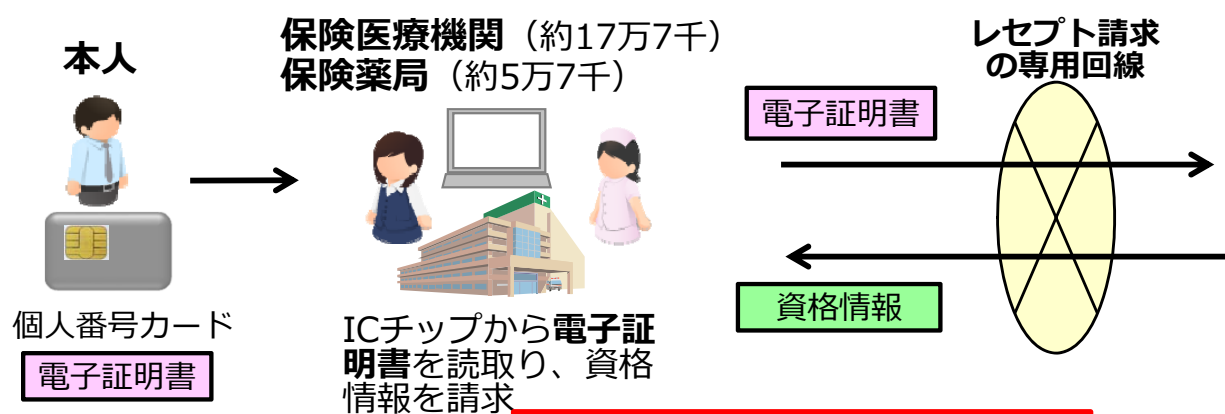 本人
個人番号カード
電子証明書
保険医療機関（約17万7千）
保険薬局（約5万7千）
ICチップから電子証
明書を読取り、資格
情報を請求
レセプト請求
の専用回線
電子証明書
資格情報